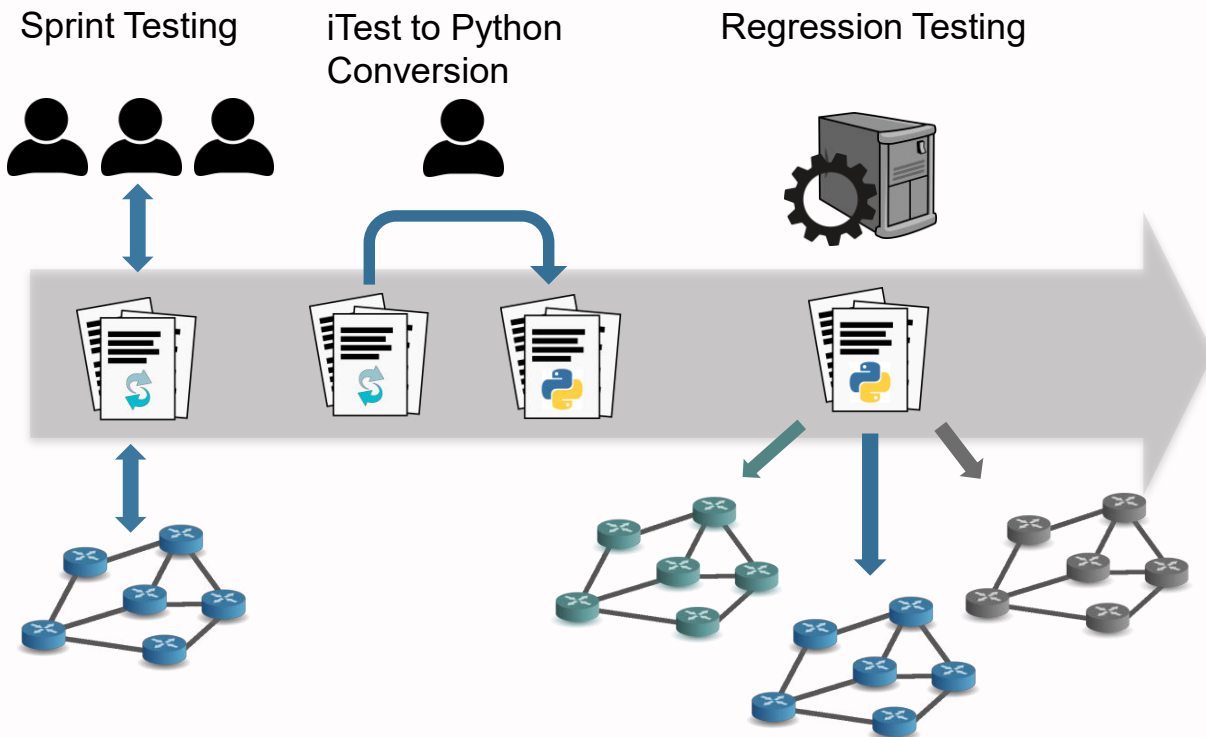 Sprint Testing
iTest to Python
Conversion
Regression Testing